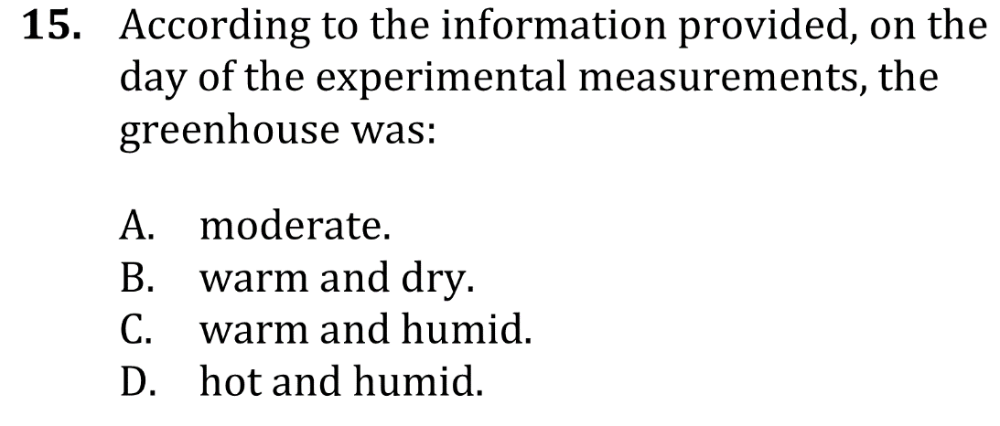 15. According to the information provided, on the
day of the experimental measurements, the
greenhouse was:
A. moderate.
B. warm and dry.
C. warm and humid.
D. hot and humid.